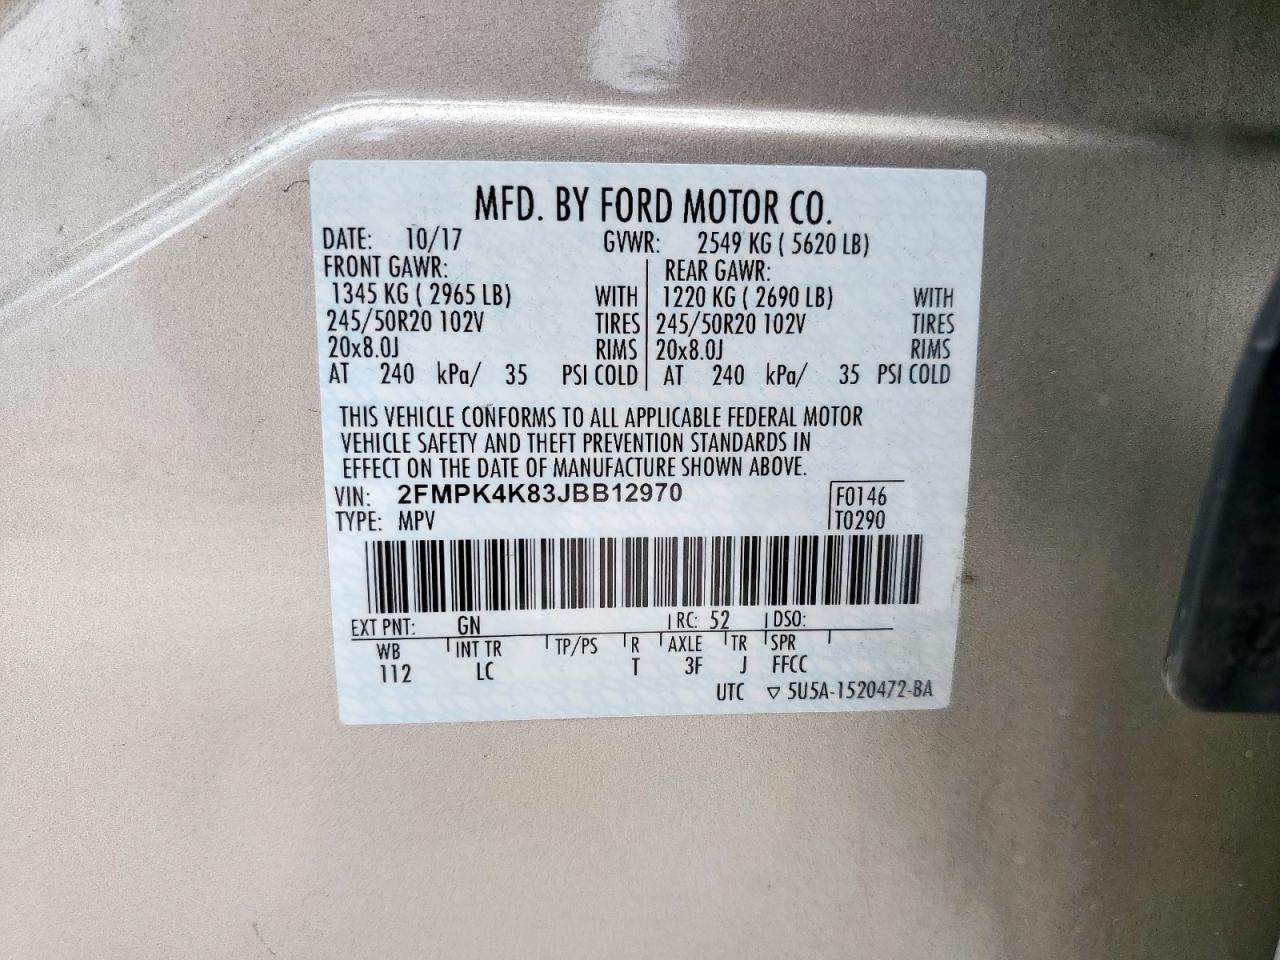 MFD. BY FORD MOTOR CO.
DATE: 10/17 GVWR: 2549 KG ( 5620 LB)
FRONT GAWR: REAR GAWR:
1345 KG ( 2965 LB) WITH 1220 KG ( 2690 LB) WITH
245/50R20 102V TIRES 245/50R20 102V TIRES
20x8.0J RIMS 20x8.0J RIMS
AT 240 kPa/ 35 PSI COLD AT 240 kPa/ 35 PSI COLD
THIS VEHICLE CONFORMS TO ALL APPLICABLE FEDERAL MOTOR
VEHICLE SAFETY AND THEFT PREVENTION STANDARDS IN
EFFECT ON THE DATE OF MANUFACTURE SHOWN ABOVE.
VIN: 2FMPK4K83JBB12970 F0146
TYPE: MPV T0290
EXT PNT: GN RC: 52 DSO:
WB INT TR TP/PS R AXLE TR SPR
112 LC T 3F J FFCC
UTC ▽ 5U5A-1520472-BA